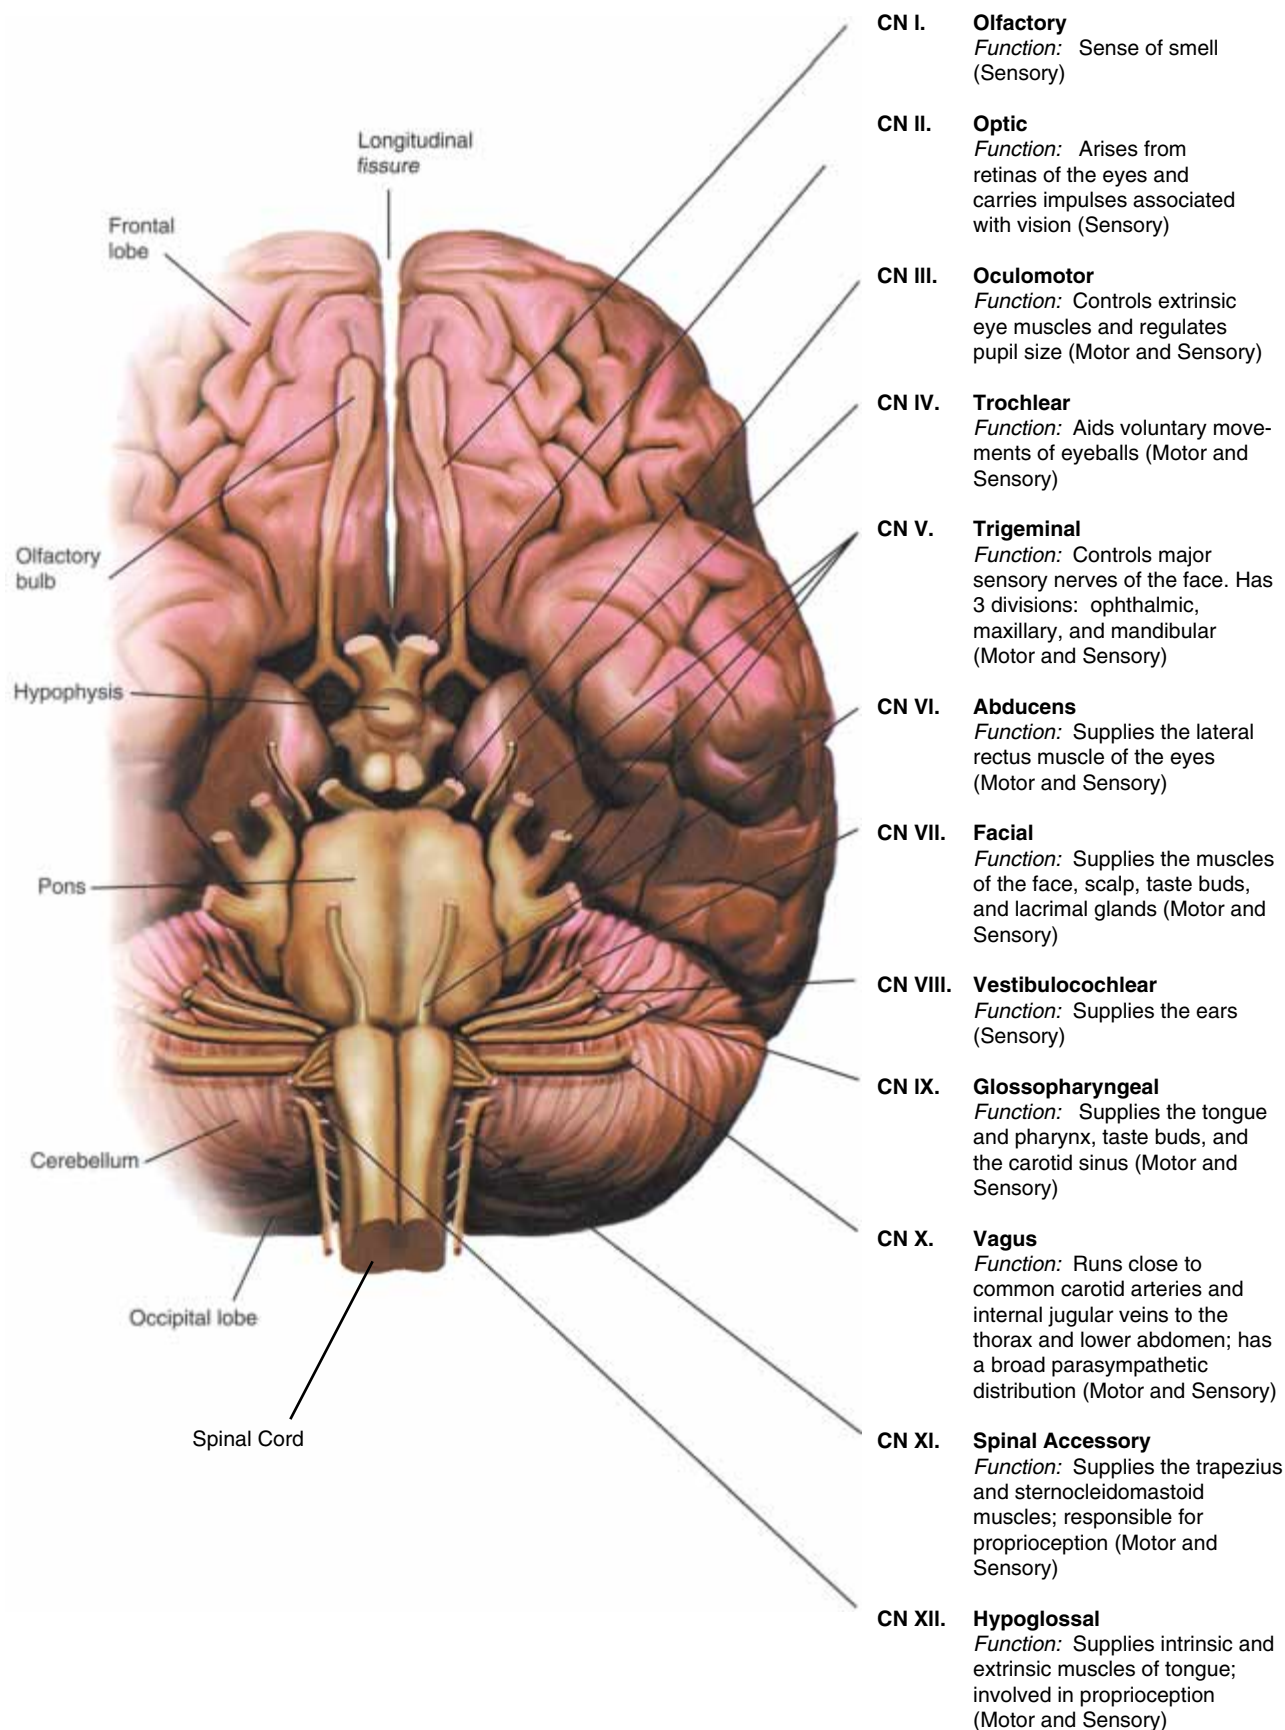 Longitudinal
fissure
Frontal
lobe
Olfactory
bulb
Hypophysis
Pons
Cerebellum
Occipital lobe
Spinal Cord
CN I. Olfactory
Function: Sense of smell
(Sensory)
CN II. Optic
Function: Arises from
retinas of the eyes and
carries impulses associated
with vision (Sensory)
CN III. Oculomotor
Function: Controls extrinsic
eye muscles and regulates
pupil size (Motor and Sensory)
CN IV. Trochlear
Function: Aids voluntary move-
ments of eyeballs (Motor and
Sensory)
CN V. Trigeminal
Function: Controls major
sensory nerves of the face. Has
3 divisions: ophthalmic,
maxillary, and mandibular
(Motor and Sensory)
CN VI. Abducens
Function: Supplies the lateral
rectus muscle of the eyes
(Motor and Sensory)
CN VII. Facial
Function: Supplies the muscles
of the face, scalp, taste buds,
and lacrimal glands (Motor and
Sensory)
CN VIII. Vestibulocochlear
Function: Supplies the ears
(Sensory)
CN IX. Glossopharyngeal
Function: Supplies the tongue
and pharynx, taste buds, and
the carotid sinus (Motor and
Sensory)
CN X. Vagus
Function: Runs close to
common carotid arteries and
internal jugular veins to the
thorax and lower abdomen; has
a broad parasympathetic
distribution (Motor and Sensory)
CN XI. Spinal Accessory
Function: Supplies the trapezius
and sternocleidomastoid
muscles; responsible for
proprioception (Motor and
Sensory)
CN XII. Hypoglossal
Function: Supplies intrinsic and
extrinsic muscles of tongue;
involved in proprioception
(Motor and Sensory)